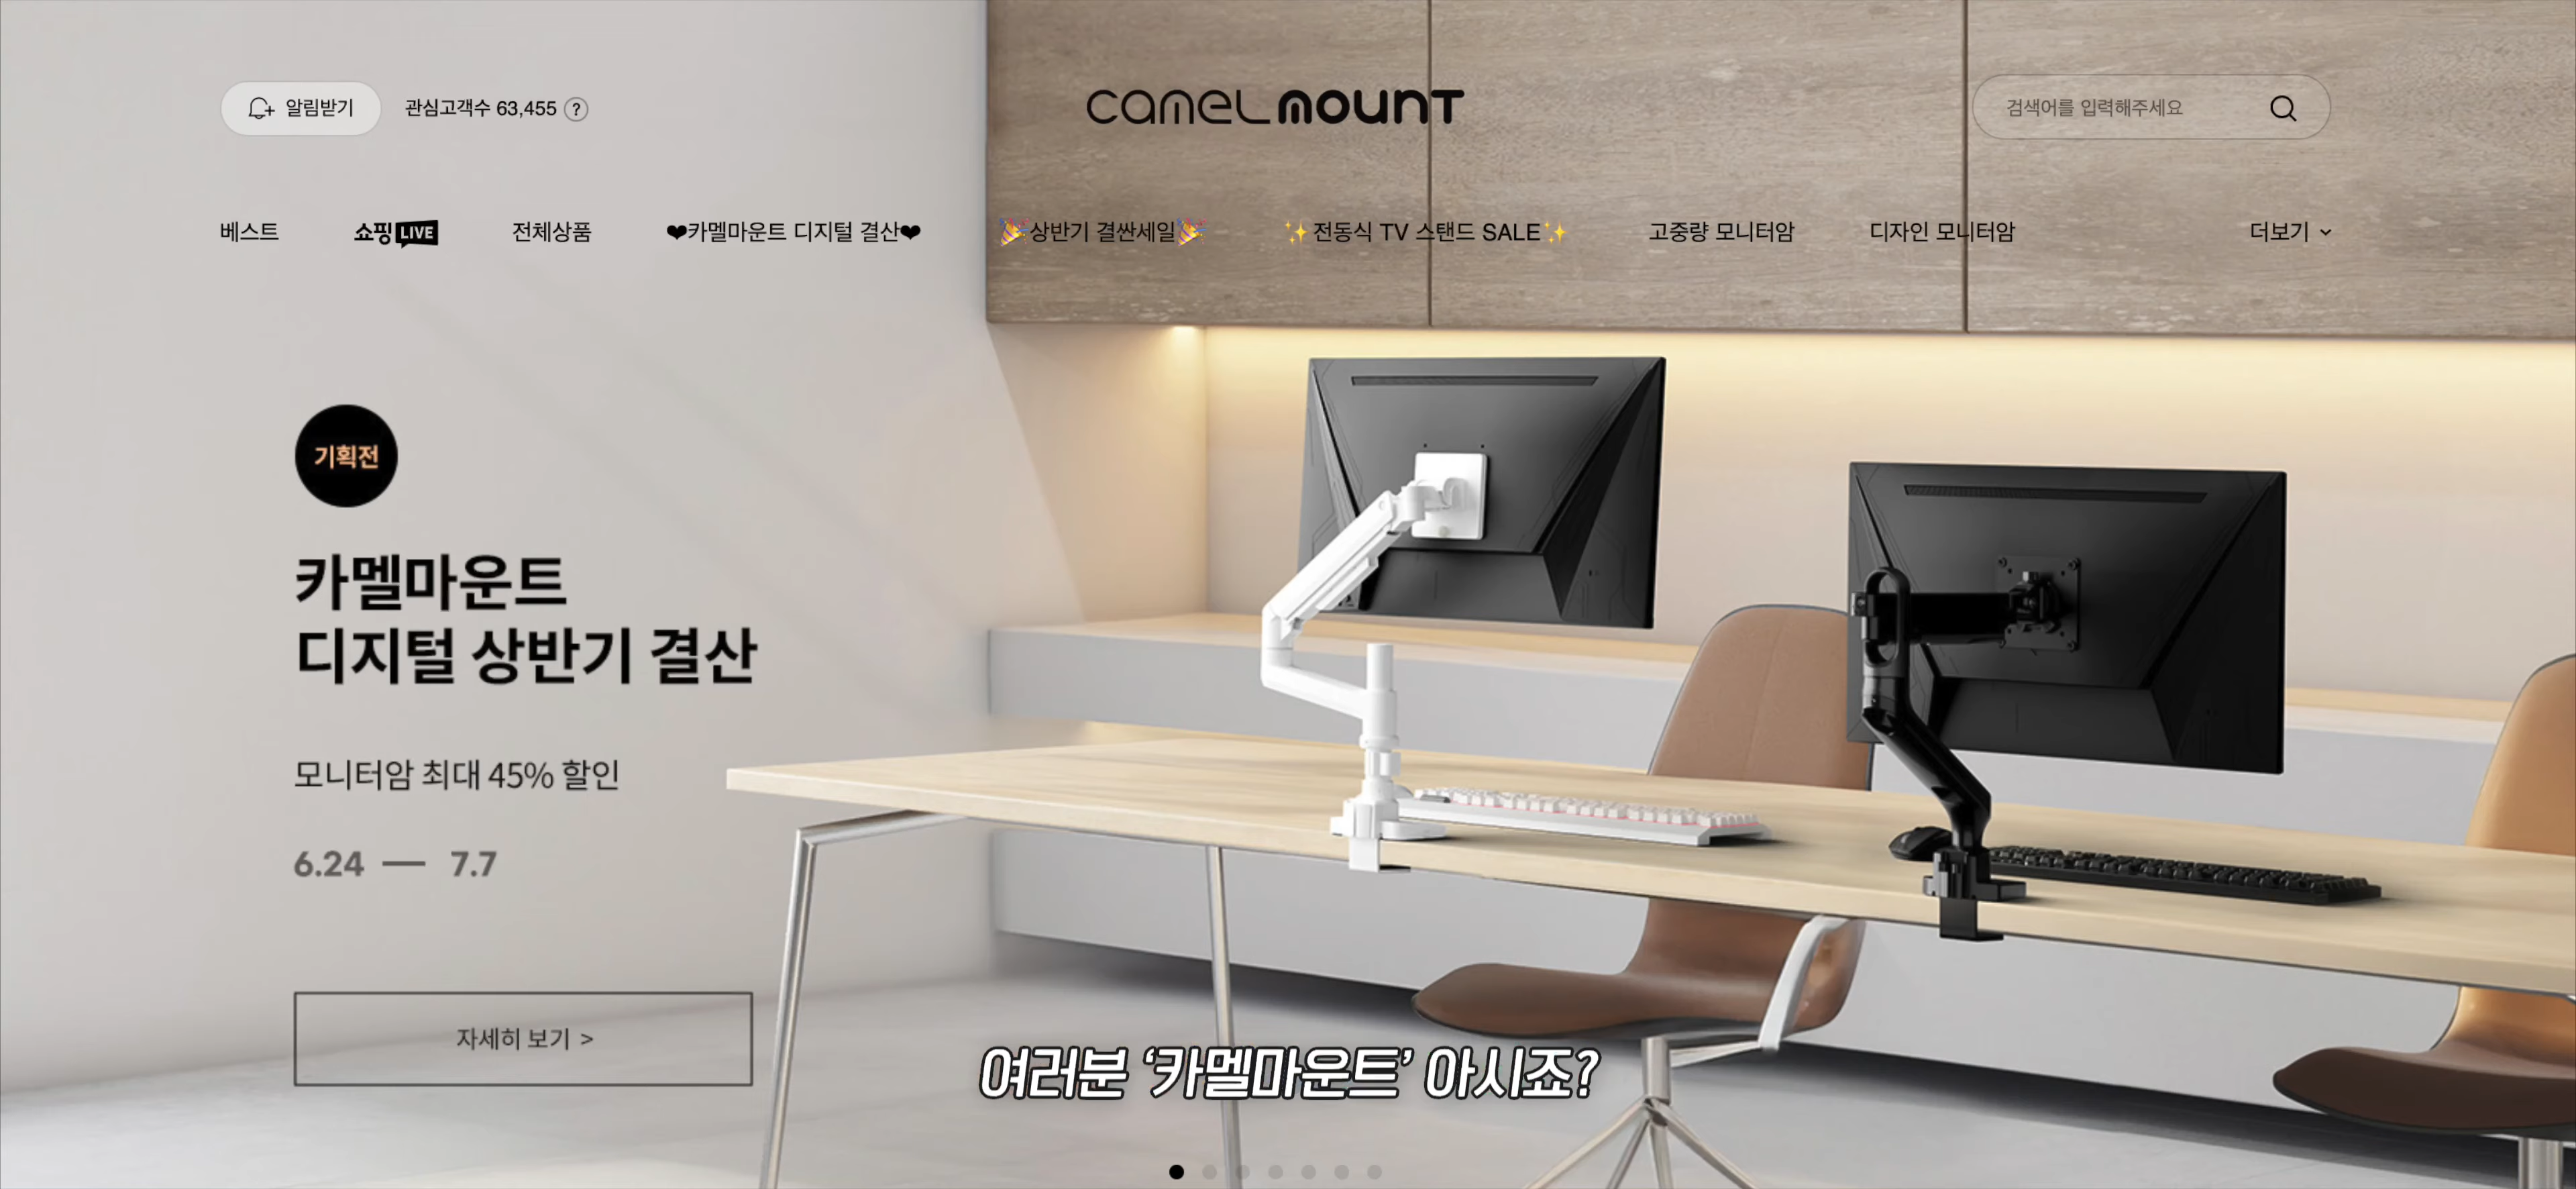 알림받기
관심고객수 63,455 ?
camel mount
검색어를 입력해주세요
베스트
쇼핑 LIVE
전체상품
❤카멜마운트 디지털 결산❤
🎉상반기 결싼세일🎉
✨전동식 TV 스탠드 SALE✨
고중량 모니터암
디자인 모니터암
더보기
기획전
카멜마운트
디지털 상반기 결산
모니터암 최대 45% 할인
6.24 — 7.7
자세히 보기 >
여러분 ‘카멜마운트’ 아시죠?